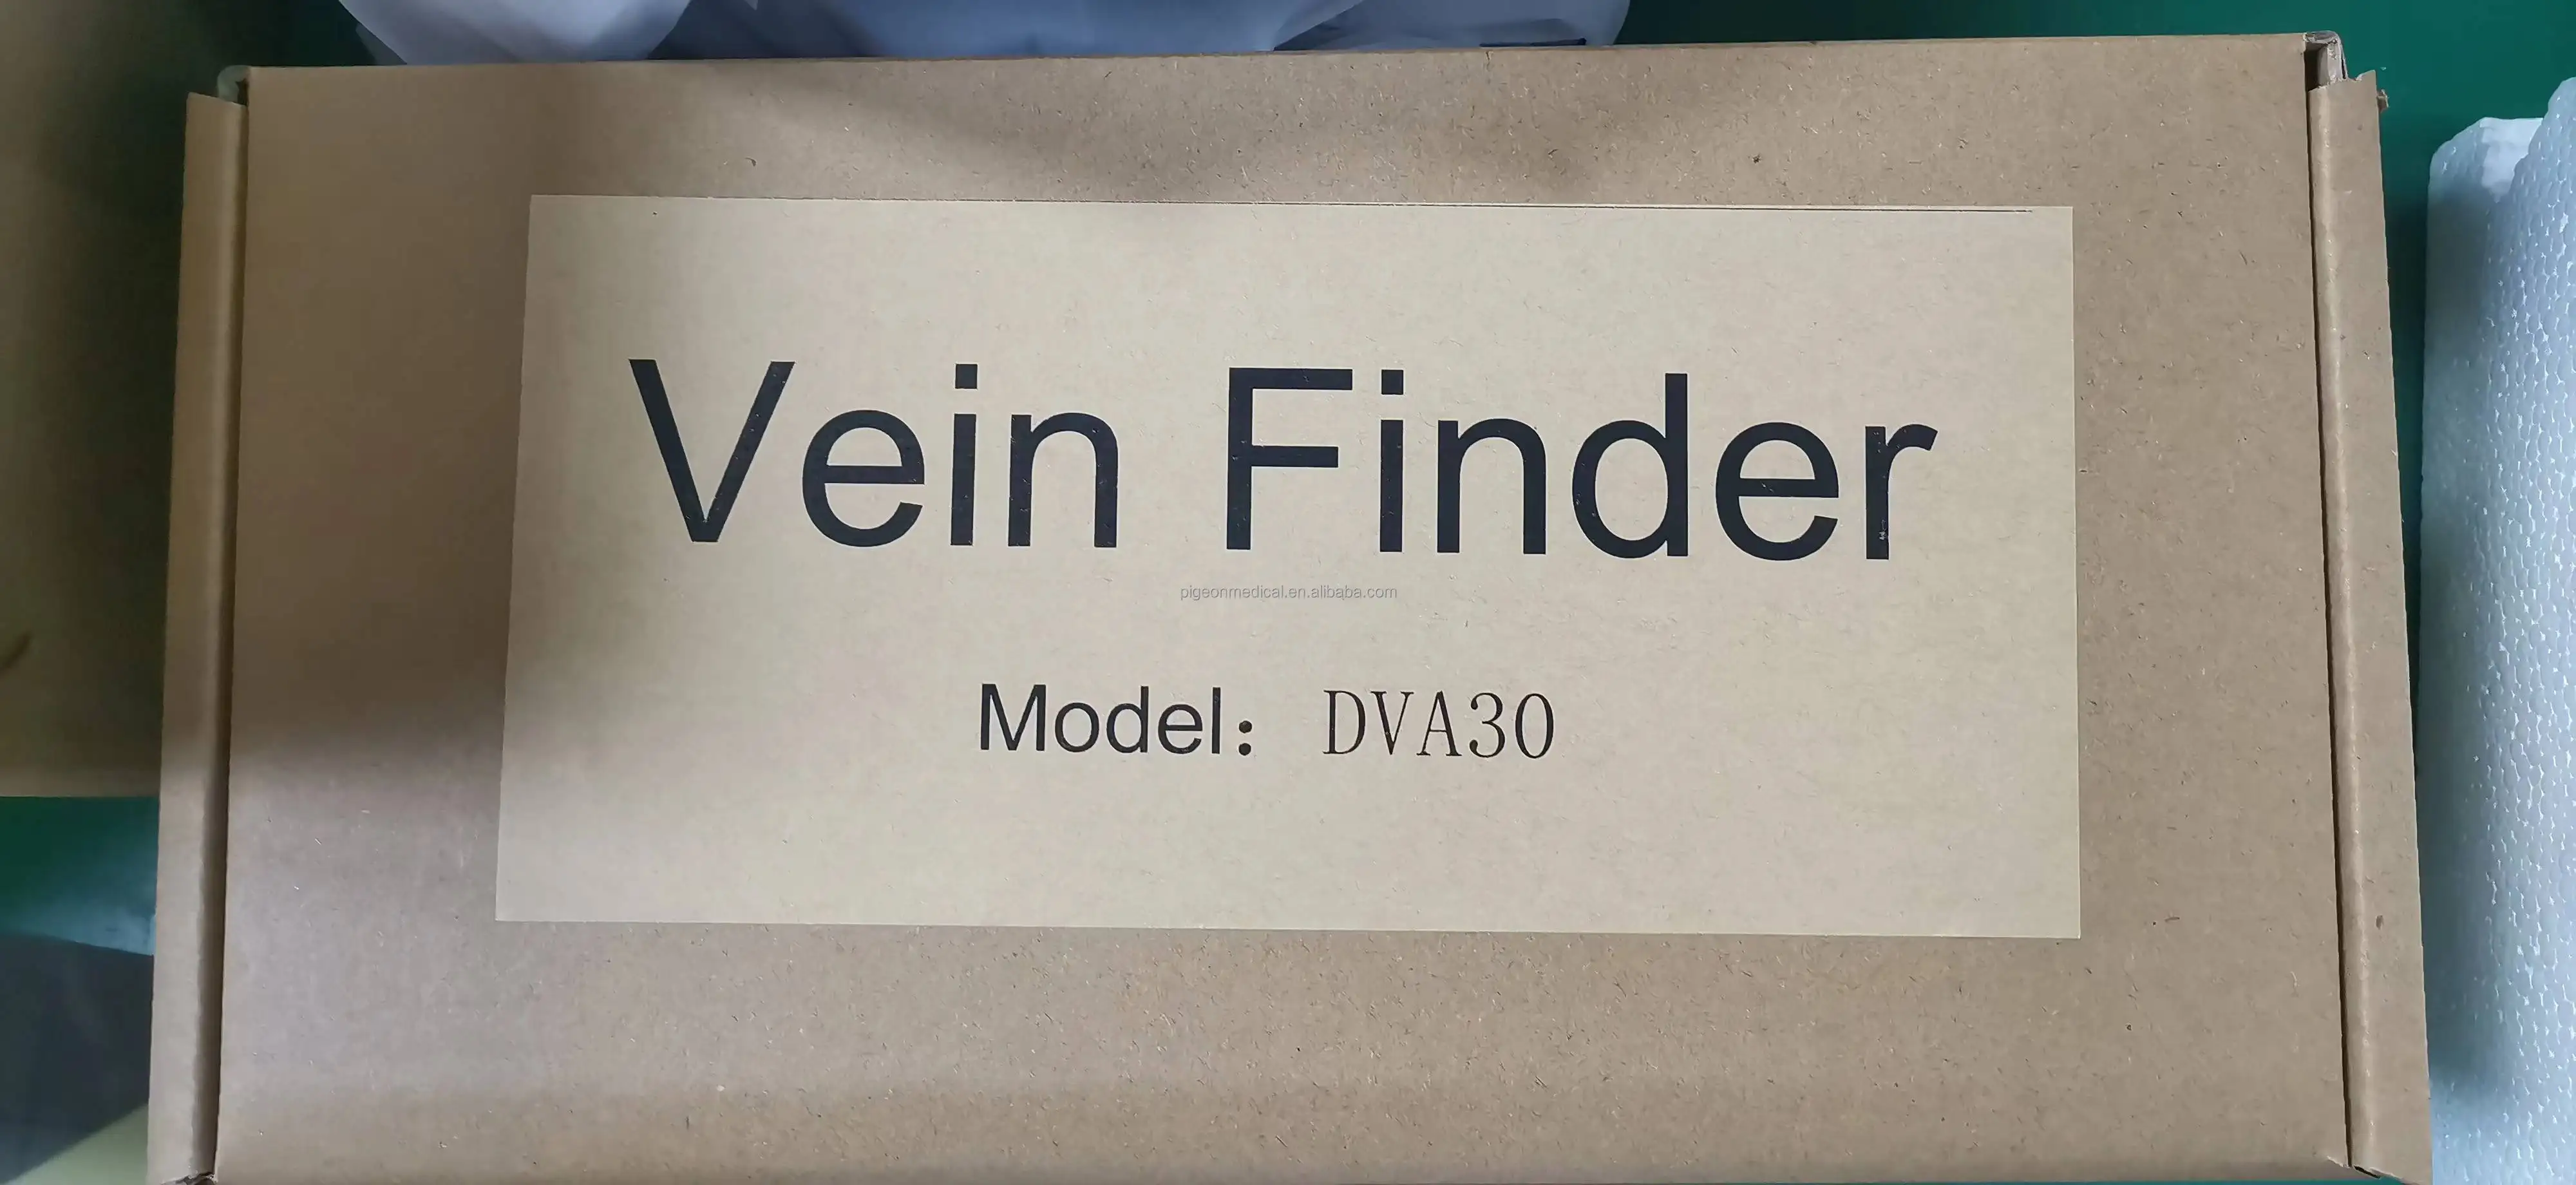 Vein Finder
pigeonmedical.en.alibaba.com
Model： DVA30